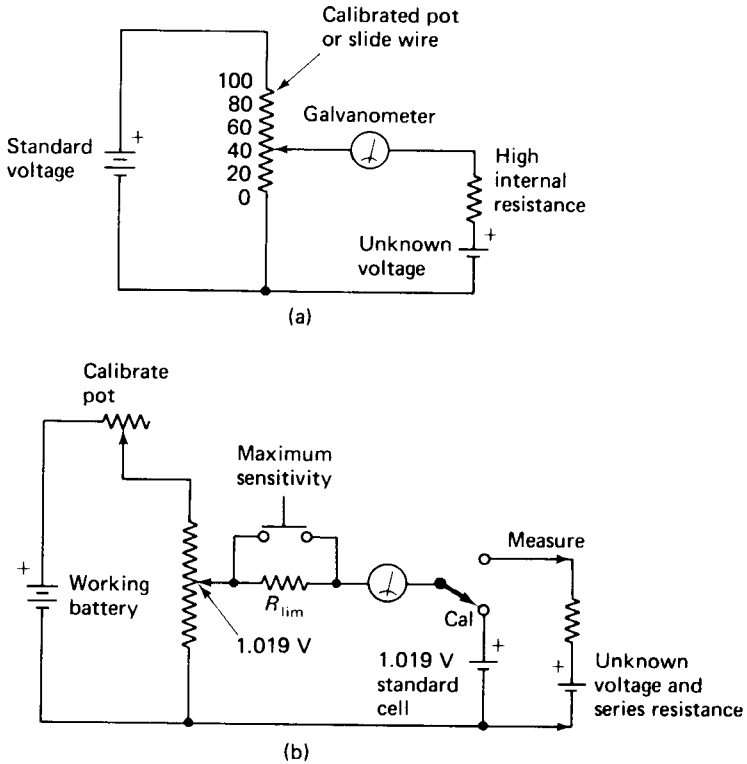 Calibrated pot
or slide wire
100
80
60
40
20
0
Galvanometer
Standard
voltage
+
High
internal
resistance
Unknown
voltage
+
(a)
Calibrate
pot
Maximum
sensitivity
Measure
+
Working
battery
Rlim
Cal
1.019 V
1.019 V
standard
cell
+
+
Unknown
voltage and
series resistance
(b)